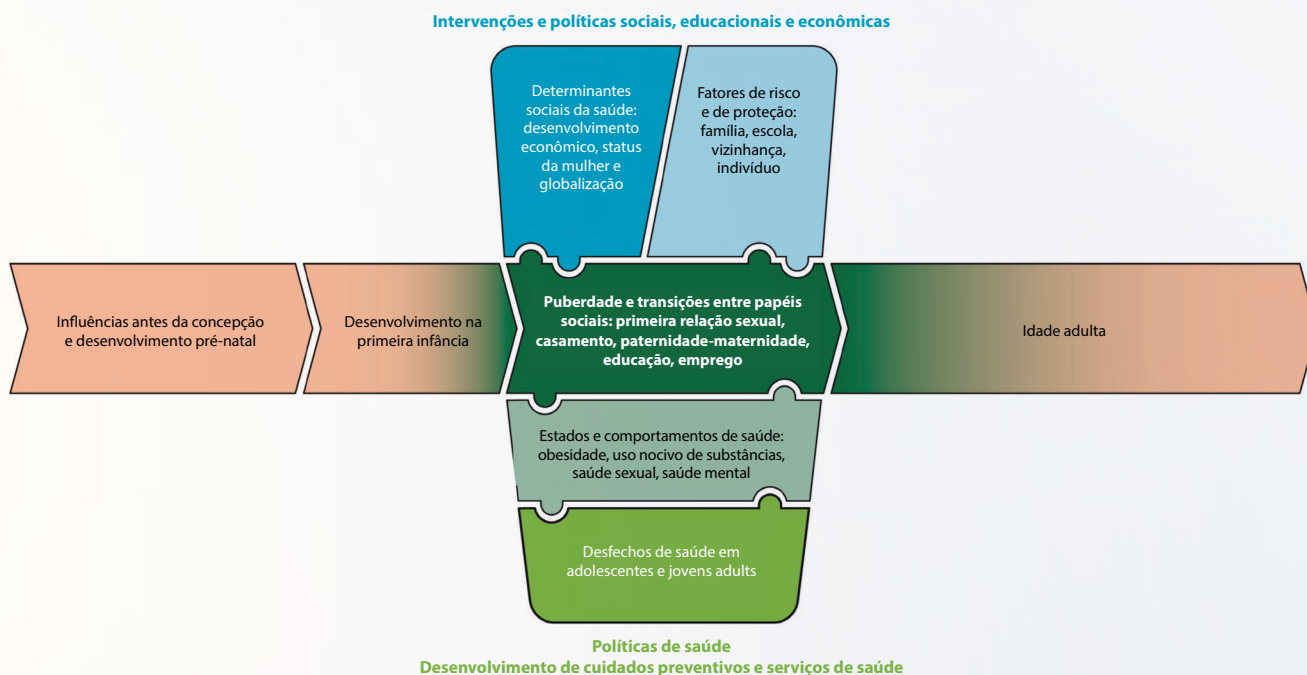 Intervenções e políticas sociais, educacionais e econômicas
Determinantes
sociais da saúde:
desenvolvimento
econômico, status
da mulher e
globalização
Fatores de risco
e de proteção:
família, escola,
vizinhança,
indivíduo
Influências antes da concepção
e desenvolvimento pré-natal
Desenvolvimento na
primeira infância
Puberdade e transições entre papéis
sociais: primeira relação sexual,
casamento, paternidade-maternidade,
educação, emprego
Idade adulta
Estados e comportamentos de saúde:
obesidade, uso nocivo de substâncias,
saúde sexual, saúde mental
Desfechos de saúde em
adolescentes e jovens adults
Políticas de saúde
Desenvolvimento de cuidados preventivos e serviços de saúde